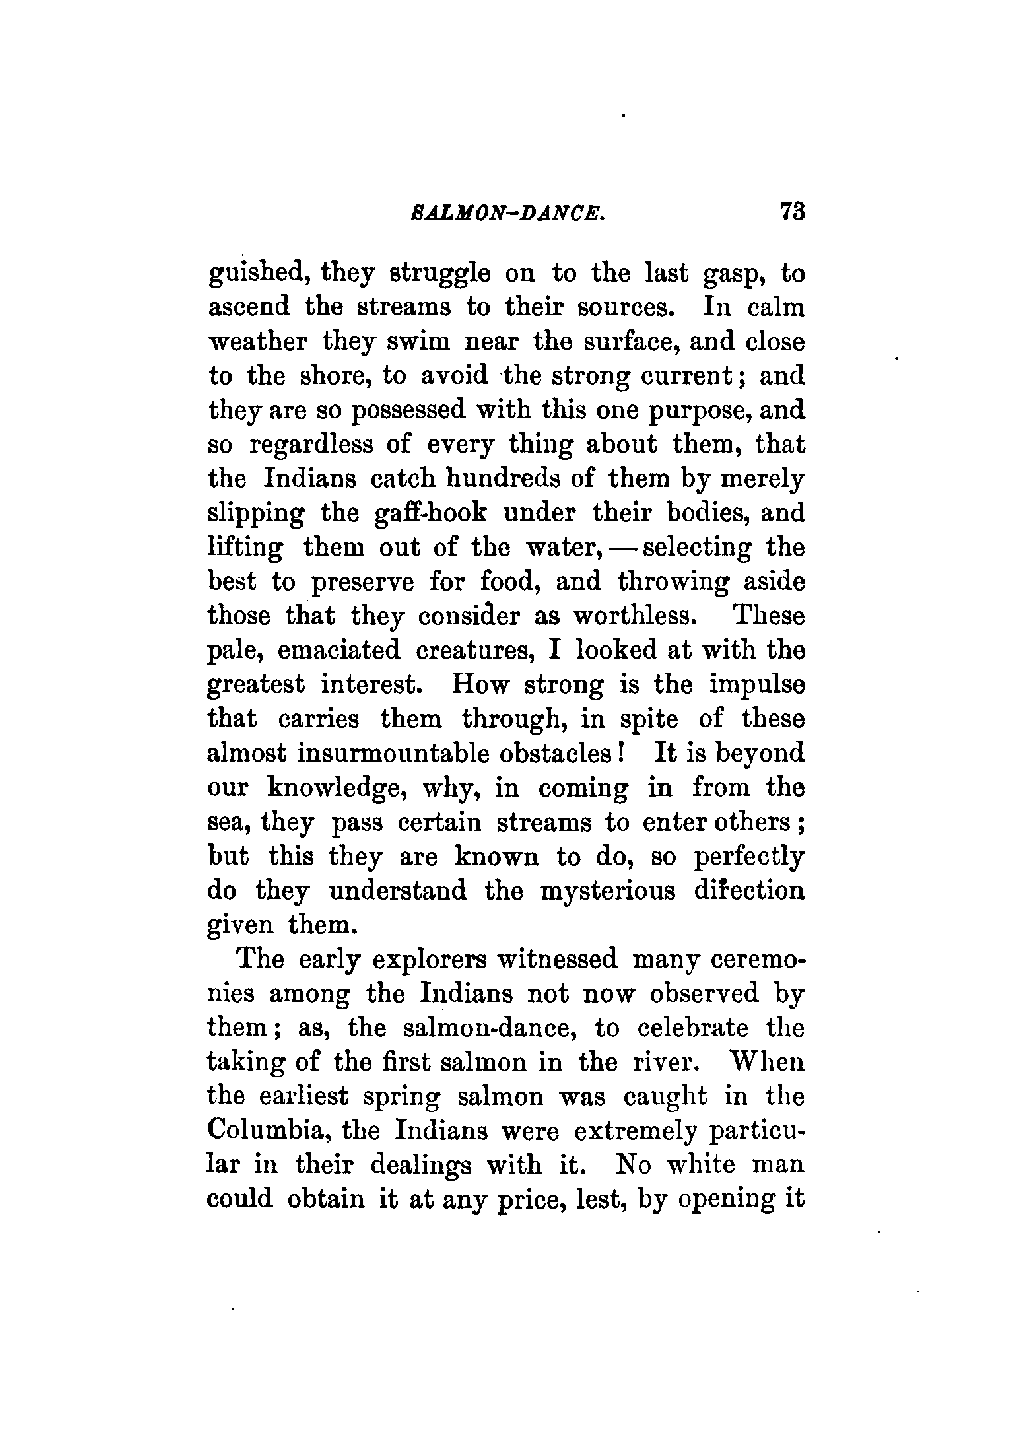 SALMON-DANCE. 73
guished, they struggle on to the last gasp, to
ascend the streams to their sources. In calm
weather they swim near the surface, and close
to the shore, to avoid the strong current; and
they are so possessed with this one purpose, and
so regardless of every thing about them, that
the Indians catch hundreds of them by merely
slipping the gaff-hook under their bodies, and
lifting them out of the water, — selecting the
best to preserve for food, and throwing aside
those that they consider as worthless. These
pale, emaciated creatures, I looked at with the
greatest interest. How strong is the impulse
that carries them through, in spite of these
almost insurmountable obstacles! It is beyond
our knowledge, why, in coming in from the
sea, they pass certain streams to enter others;
but this they are known to do, so perfectly
do they understand the mysterious direction
given them.
The early explorers witnessed many ceremo-
nies among the Indians not now observed by
them; as, the salmon-dance, to celebrate the
taking of the first salmon in the river. When
the earliest spring salmon was caught in the
Columbia, the Indians were extremely particu-
lar in their dealings with it. No white man
could obtain it at any price, lest, by opening it